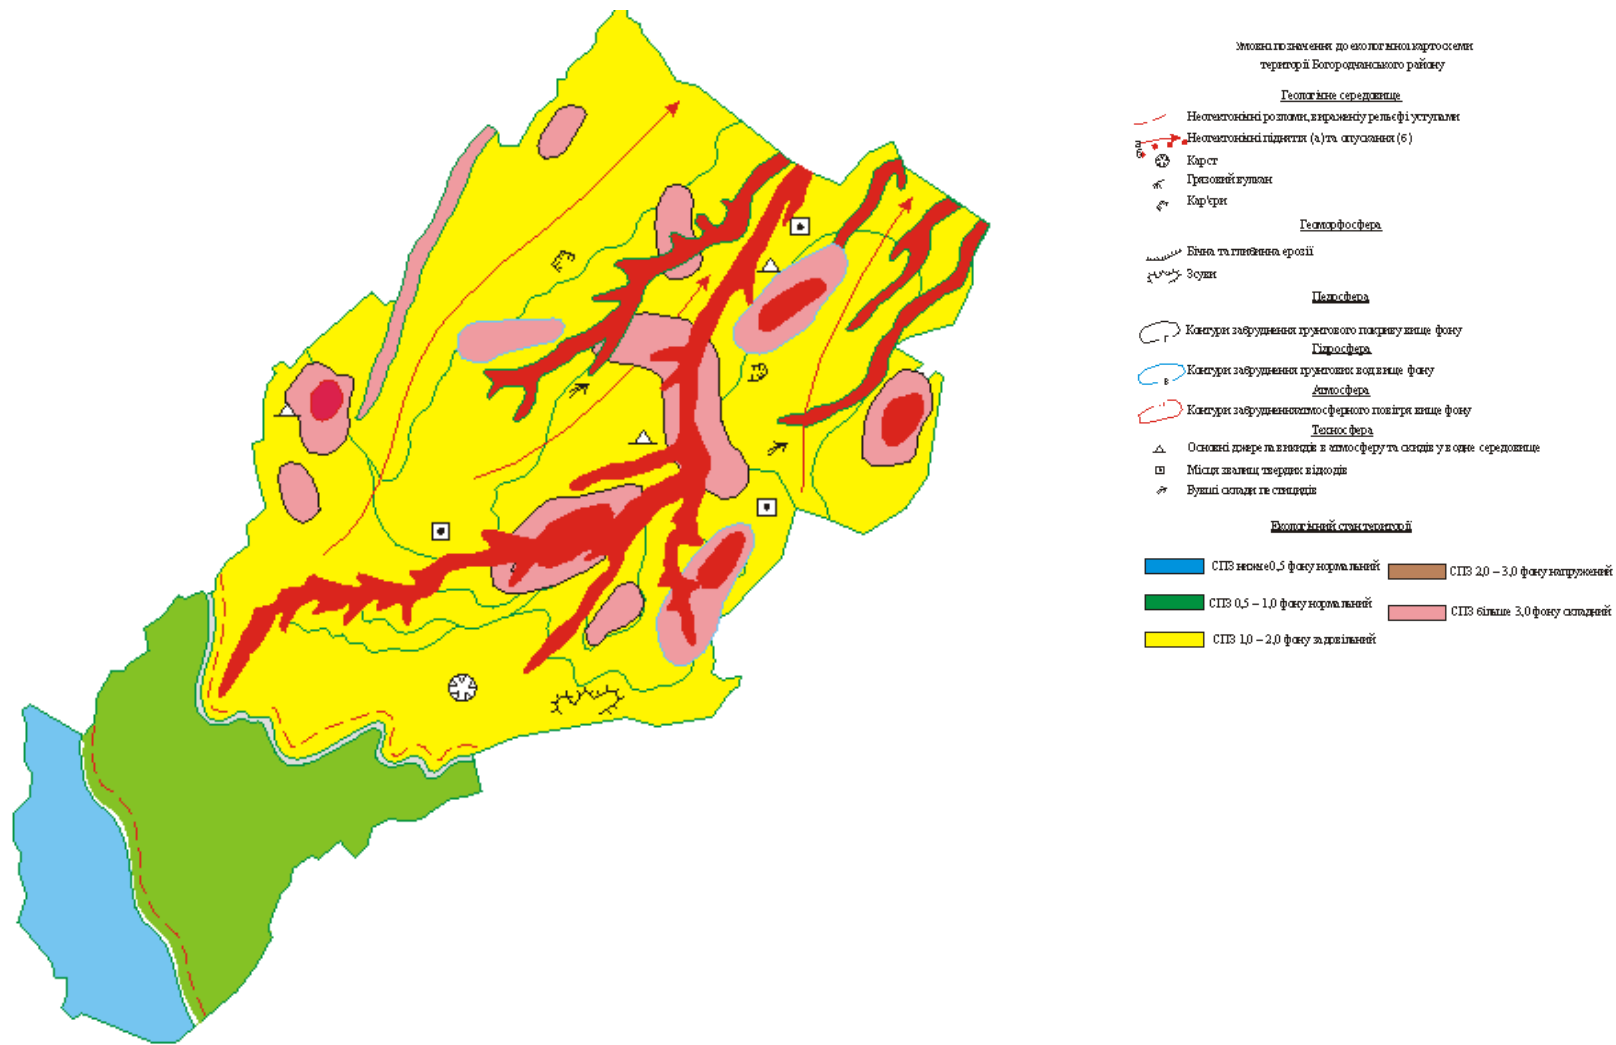 Умовні позначення до екологічної картосхеми
території Богородчанського району
Геологічне середовище
Неотектонічні розломи, виражені у рельєфі уступами
а
Неотектонічні підняття (а) та опускання (б)
б
Карст
Грязовий вулкан
Кар'єри
Геоморфосфера
Бічна та глибинна ерозії
Зсуви
Педосфера
Контури забруднення грунтового покриву вище фону
г
Гідросфера
Контури забруднення грунтових вод вище фону
в
Атмосфера
Контури забруднення атмосферного повітря вище фону
Техносфера
Основні джерела викидів в атмосферу та скидів у водне середовище
Місця звалищ твердих відходів
склади пестицидів
Екологічний стан території
СПЗ нижче 0,5 фону нормальний
СПЗ 2,0 – 3,0 фону напружений
СПЗ 0,5 – 1,0 фону нормальний
СПЗ більше 3,0 фону складний
СПЗ 1,0 – 2,0 фону задовільний